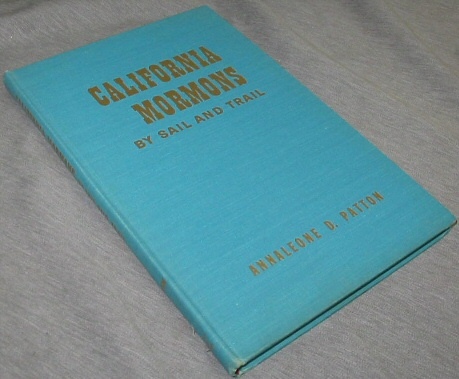 CALIFORNIA
MORMONS
BY SAIL AND TRAIL
ANNALEONE D. PATTON